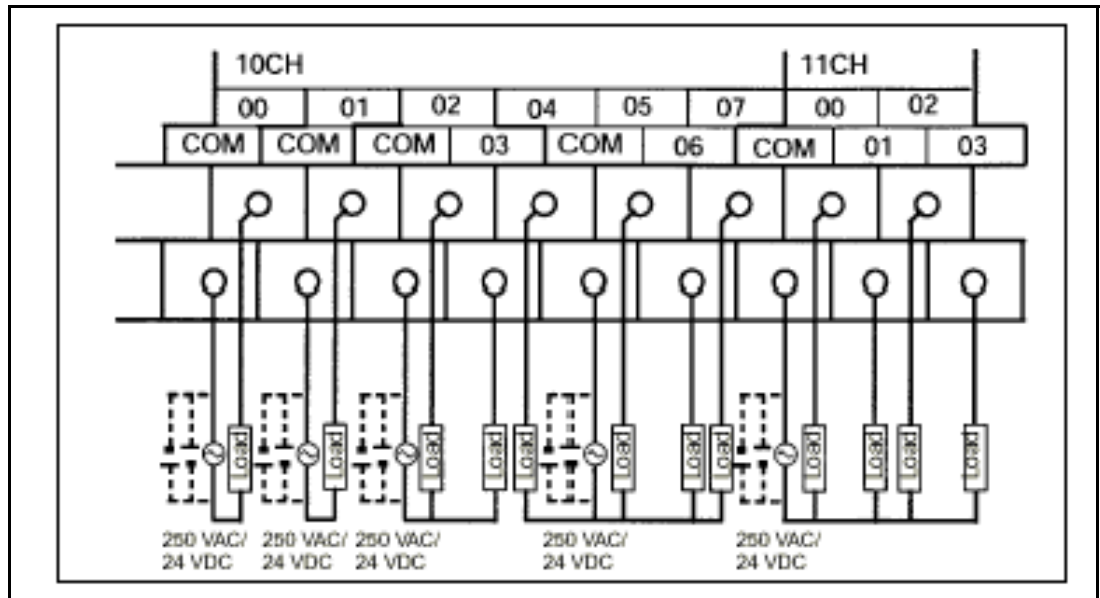 10CH 11CH
00 01 02 04 05 07 00 02
COM COM COM 03 COM 06 COM 01 03
Load Load Load Load Load Load Load Load Load Load Load Load
250 VAC/ 250 VAC/ 250 VAC/ 250 VAC/ 250 VAC/
24 VDC 24 VDC 24 VDC 24 VDC 24 VDC